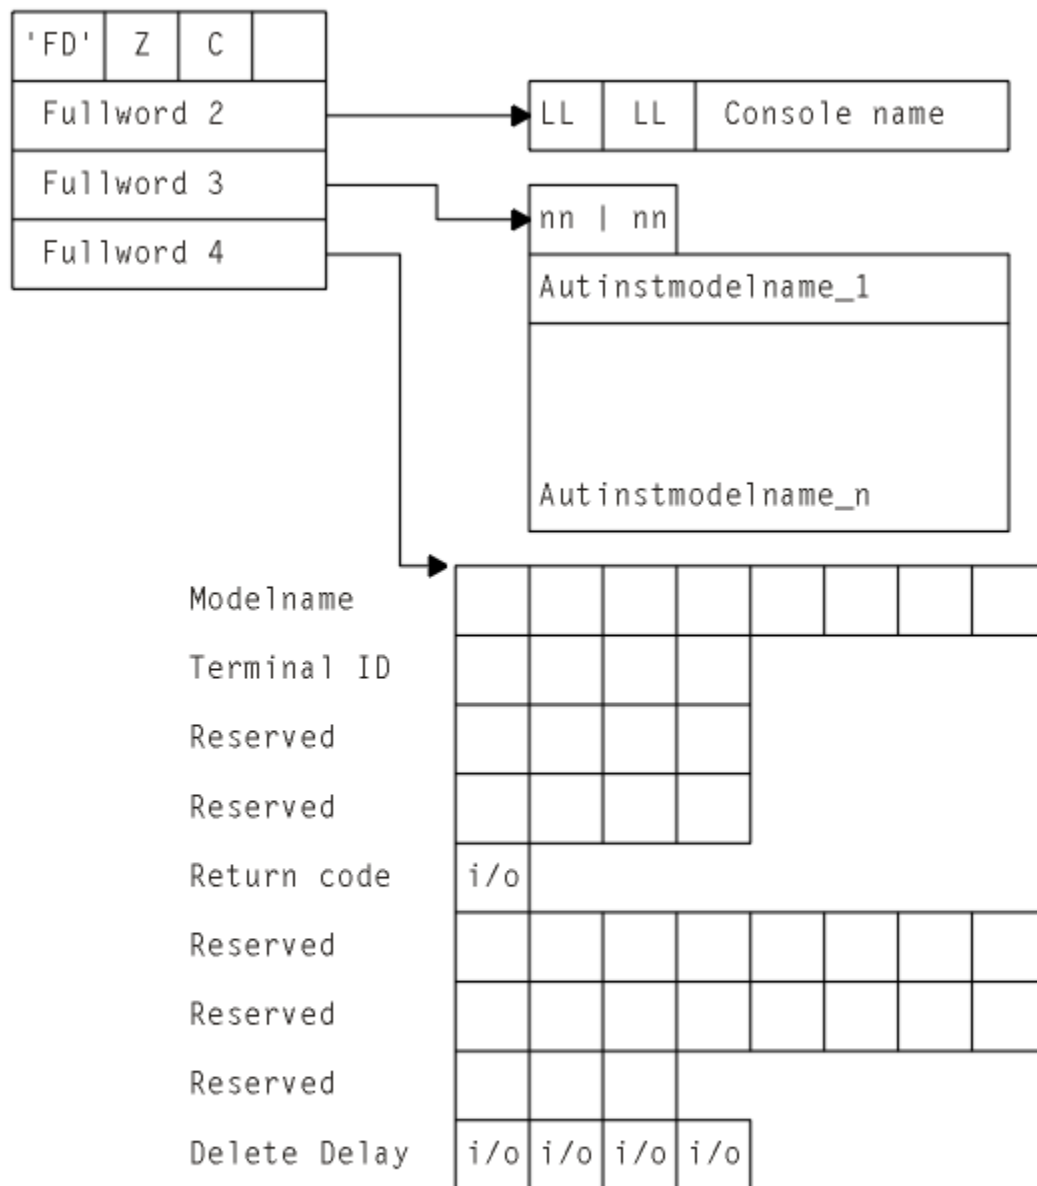 'FD' Z C
Fullword 2
LL LL Console name
Fullword 3
nn | nn
Fullword 4
Autinstmodelname_1
Autinstmodelname_n
Modelname
Terminal ID
Reserved
Reserved
Return code i/o
Reserved
Reserved
Reserved
Delete Delay i/o i/o i/o i/o